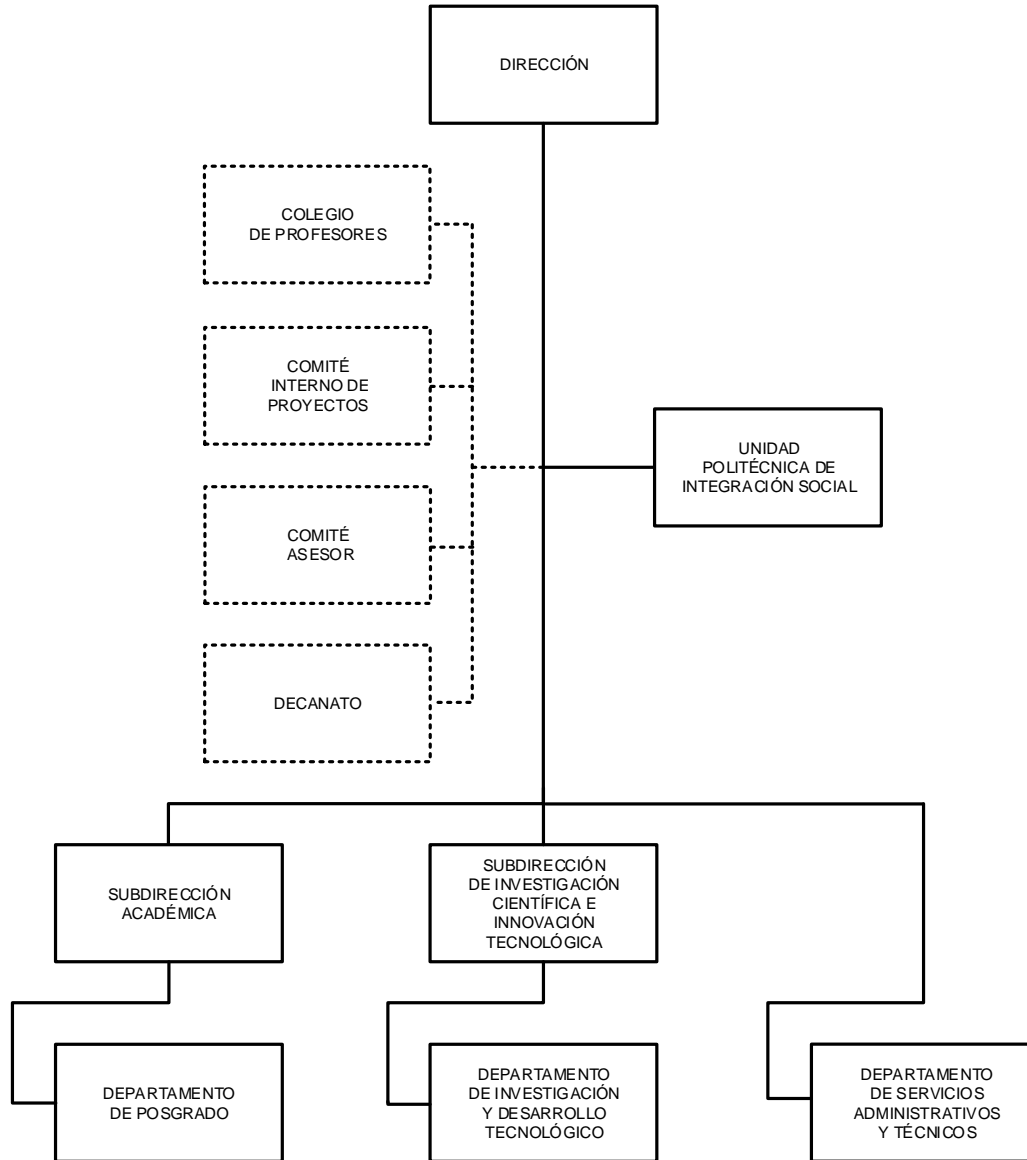 DIRECCIÓN
COLEGIO
DE PROFESORES
COMITÉ
INTERNO DE
PROYECTOS
UNIDAD
POLITÉCNICA DE
INTEGRACIÓN SOCIAL
COMITÉ
ASESOR
DECANATO
SUBDIRECCIÓN
ACADÉMICA
SUBDIRECCIÓN
DE INVESTIGACIÓN
CIENTÍFICA E
INNOVACIÓN
TECNOLÓGICA
DEPARTAMENTO
DE POSGRADO
DEPARTAMENTO
DE INVESTIGACIÓN
Y DESARROLLO
TECNOLÓGICO
DEPARTAMENTO
DE SERVICIOS
ADMINISTRATIVOS
Y TÉCNICOS